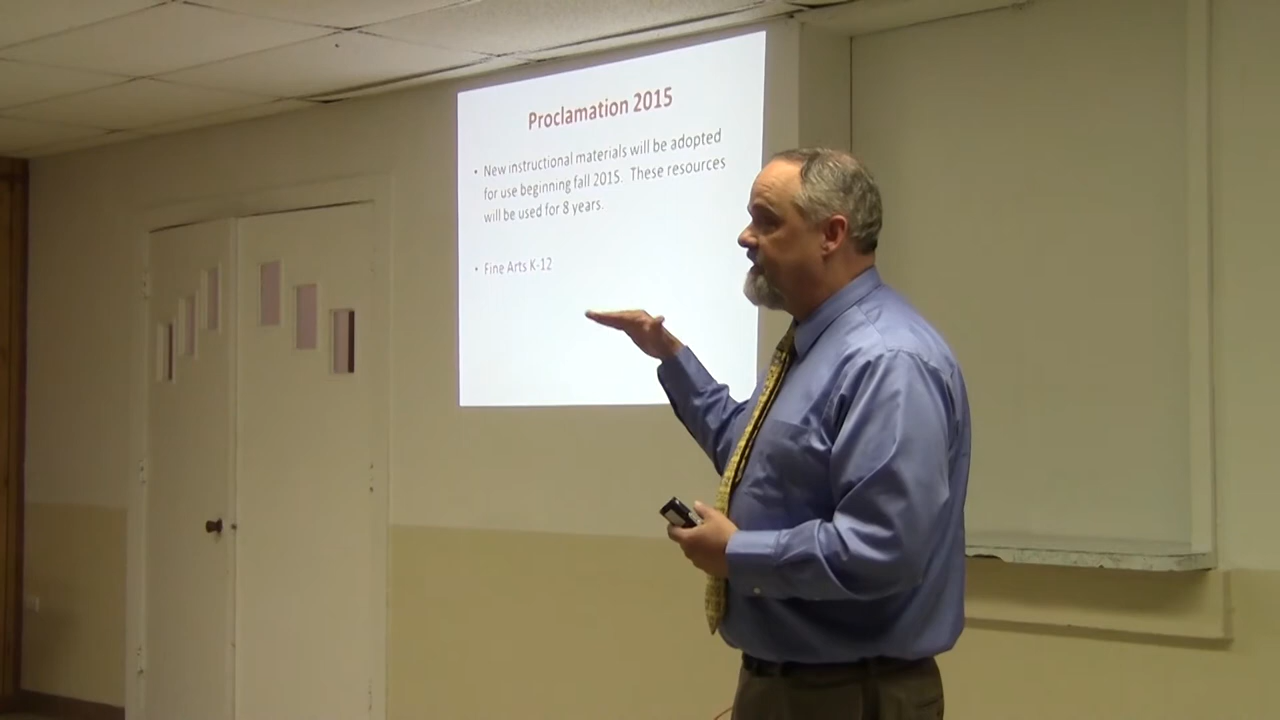 Proclamation 2015
• New instructional materials will be adopted
for use beginning fall 2015. These resources
will be used for 8 years.
• Fine Arts K-12